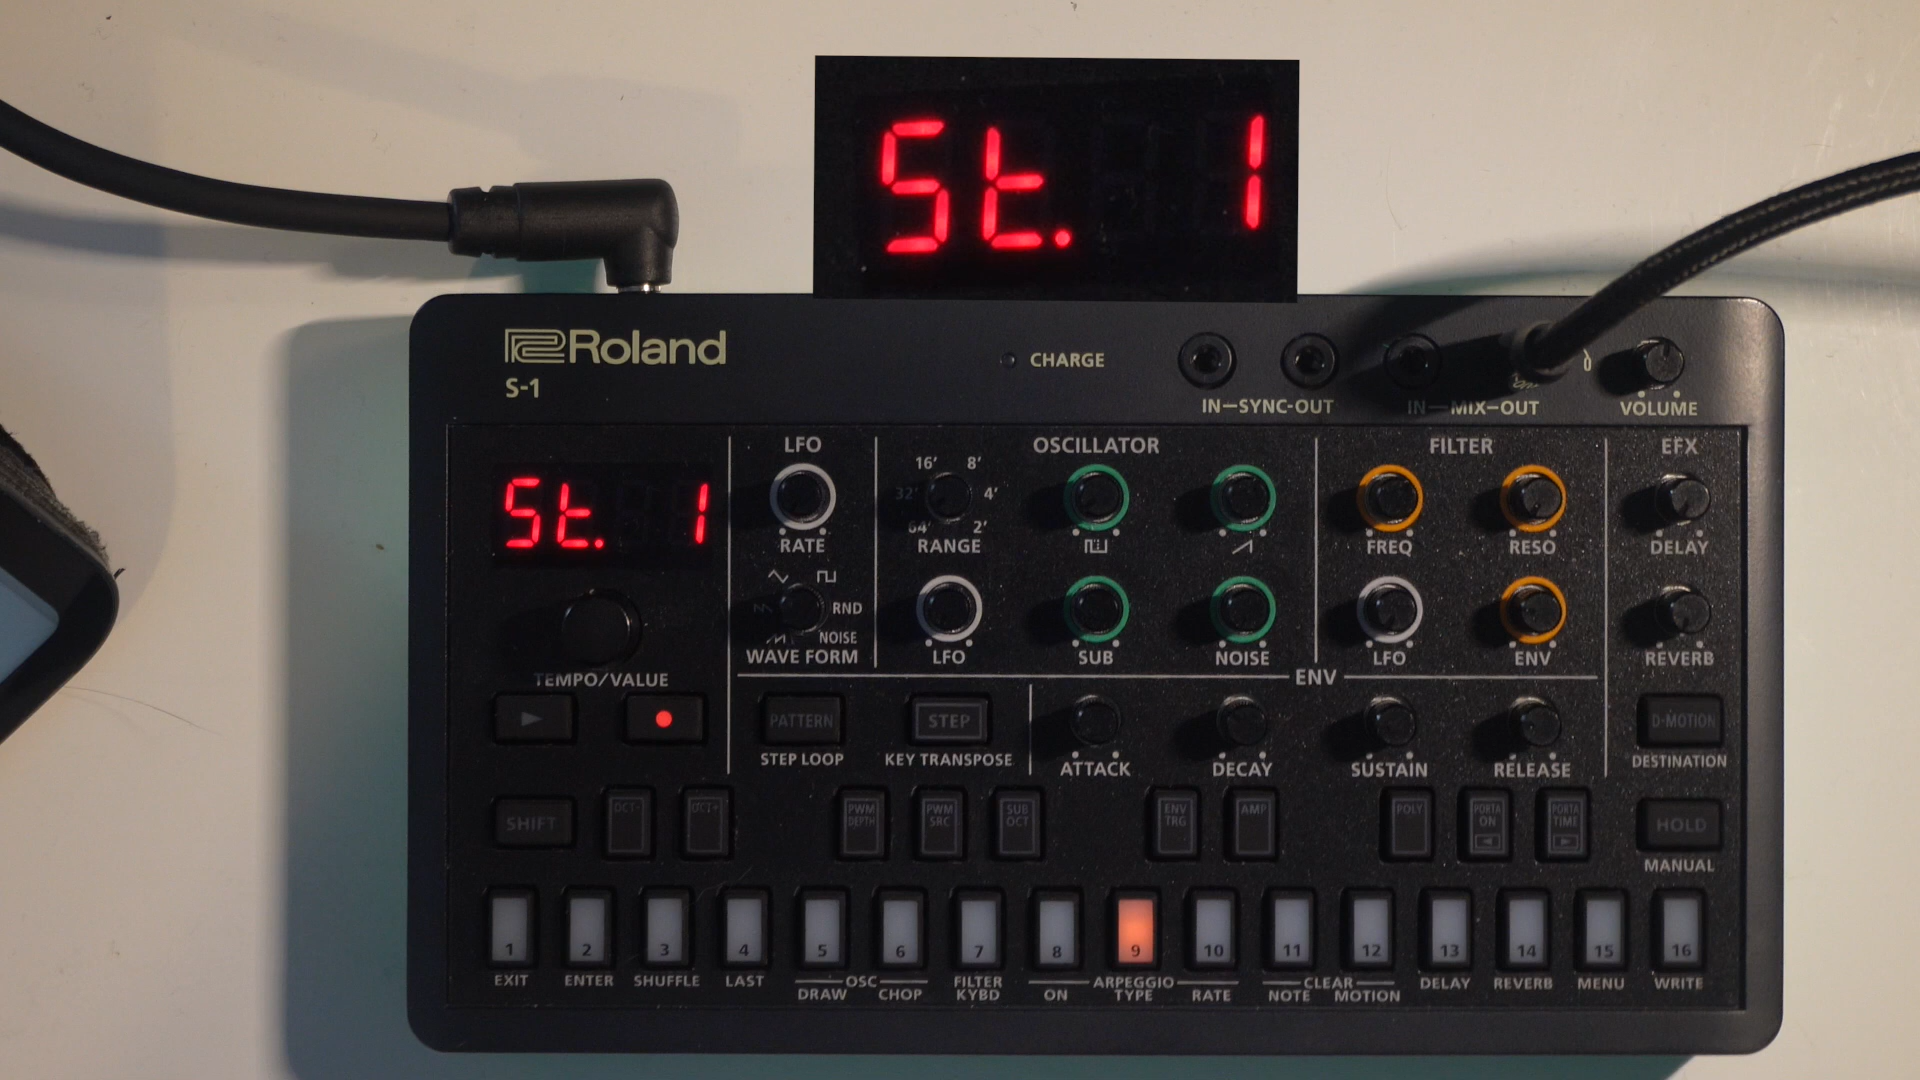 St. 1
Roland
S-1
CHARGE
IN–SYNC–OUT
IN–MIX–OUT
VOLUME
St. 1
LFO
OSCILLATOR
FILTER
EFX
16' 8'
32' 4'
64' 2'
RATE
RANGE
FREQ
RESO
DELAY
RND
NOISE
WAVE FORM
LFO
SUB
NOISE
LFO
ENV
REVERB
TEMPO/VALUE
ENV
PATTERN
STEP
D-MOTION
STEP LOOP
KEY TRANSPOSE
ATTACK
DECAY
SUSTAIN
RELEASE
DESTINATION
SHIFT
OCT-
OCT+
PWM DEPTH
PWM SRC
SUB OCT
ENV TRG
AMP
POLY
PORTA ON
PORTA TIME
HOLD
MANUAL
1 2 3 4 5 6 7 8 9 10 11 12 13 14 15 16
EXIT
ENTER
SHUFFLE
LAST
OSC
DRAW
CHOP
FILTER KYBD
ARPEGGIO
ON
TYPE
RATE
CLEAR
NOTE
MOTION
DELAY
REVERB
MENU
WRITE